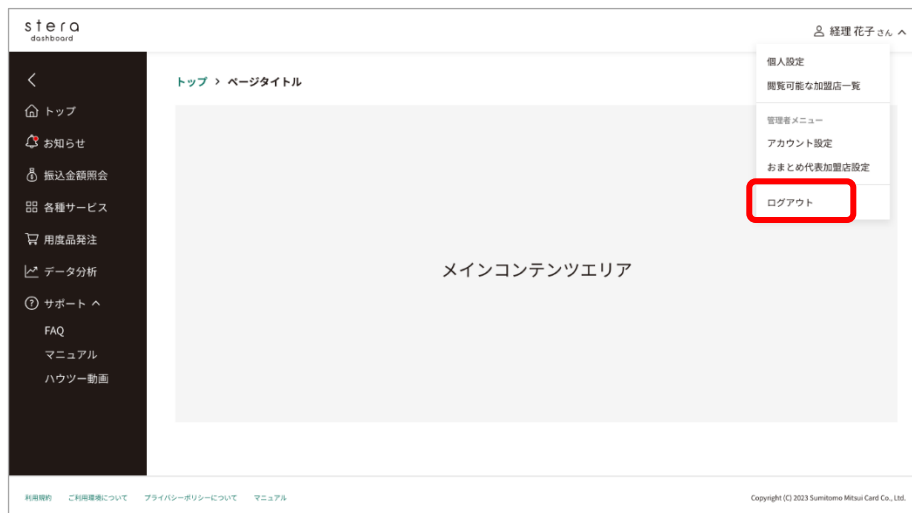 stera
dashboard
経理 花子 さん
個人設定
閲覧可能な加盟店一覧
管理者メニュー
アカウント設定
おまとめ代表加盟店設定
ログアウト
トップ > ページタイトル
トップ
お知らせ
振込金額照会
各種サービス
用度品発注
データ分析
サポート
FAQ
マニュアル
ハウツー動画
メインコンテンツエリア
利用規約 ご利用環境について プライバシーポリシーについて マニュアル
Copyright (C) 2023 Sumitomo Mitsui Card Co., Ltd.